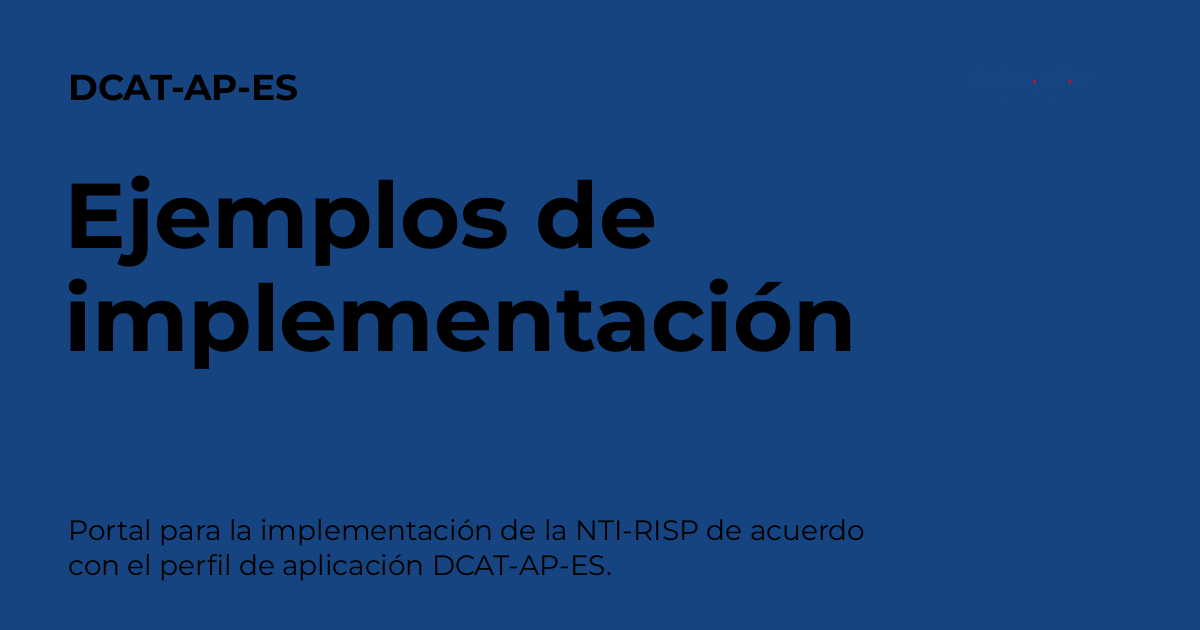 DCAT-AP-ES
Ejemplos de
implementación
Portal para la implementación de la NTI-RISP de acuerdo
con el perfil de aplicación DCAT-AP-ES.